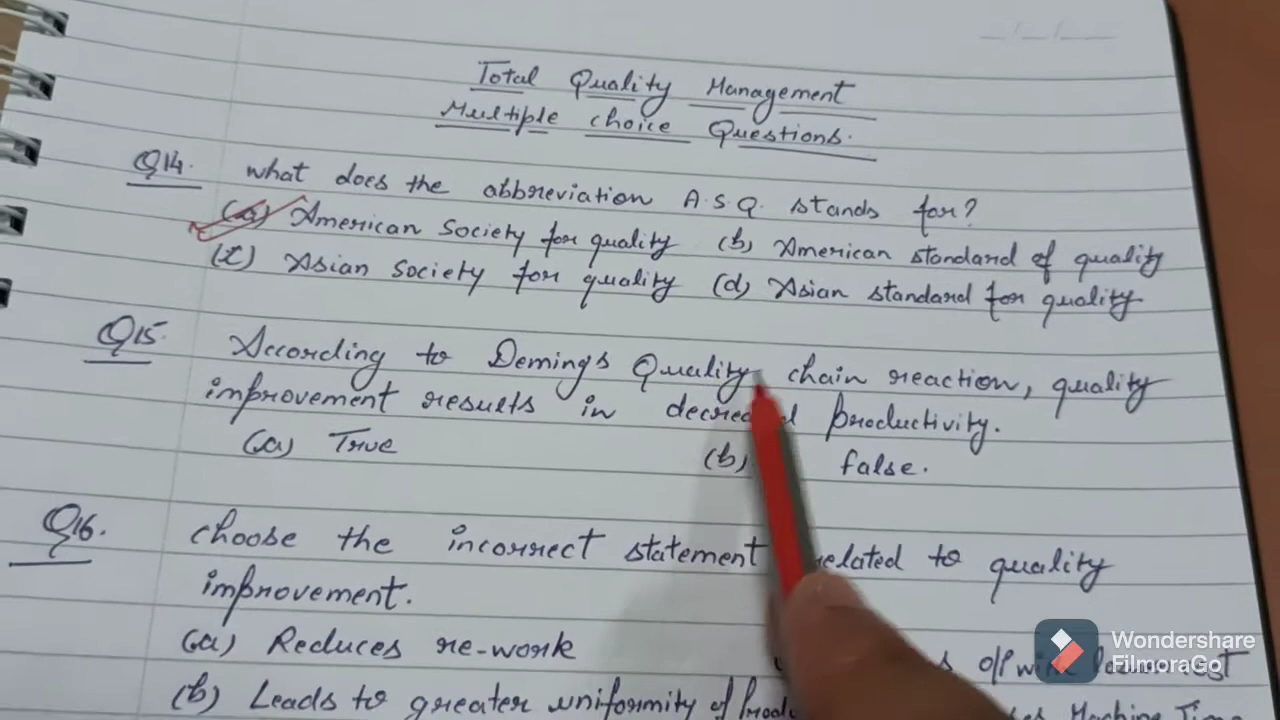 Total Quality Management
Multiple choice Questions.
Q14. what does the abbreviation A.S.Q. stands for?
(a) American Society for quality (b) American standard of quality
(c) Asian society for quality (d) Asian standard for quality
Q15. According to Deming's Quality chain reaction, quality
improvement results in productivity.
(a) True (b) false.
Q16. choose the incorrect statement related to quality
improvement.
(a) Reduces re-work
(b) Leads to greater uniformity of
Wondershare
FilmoraGo